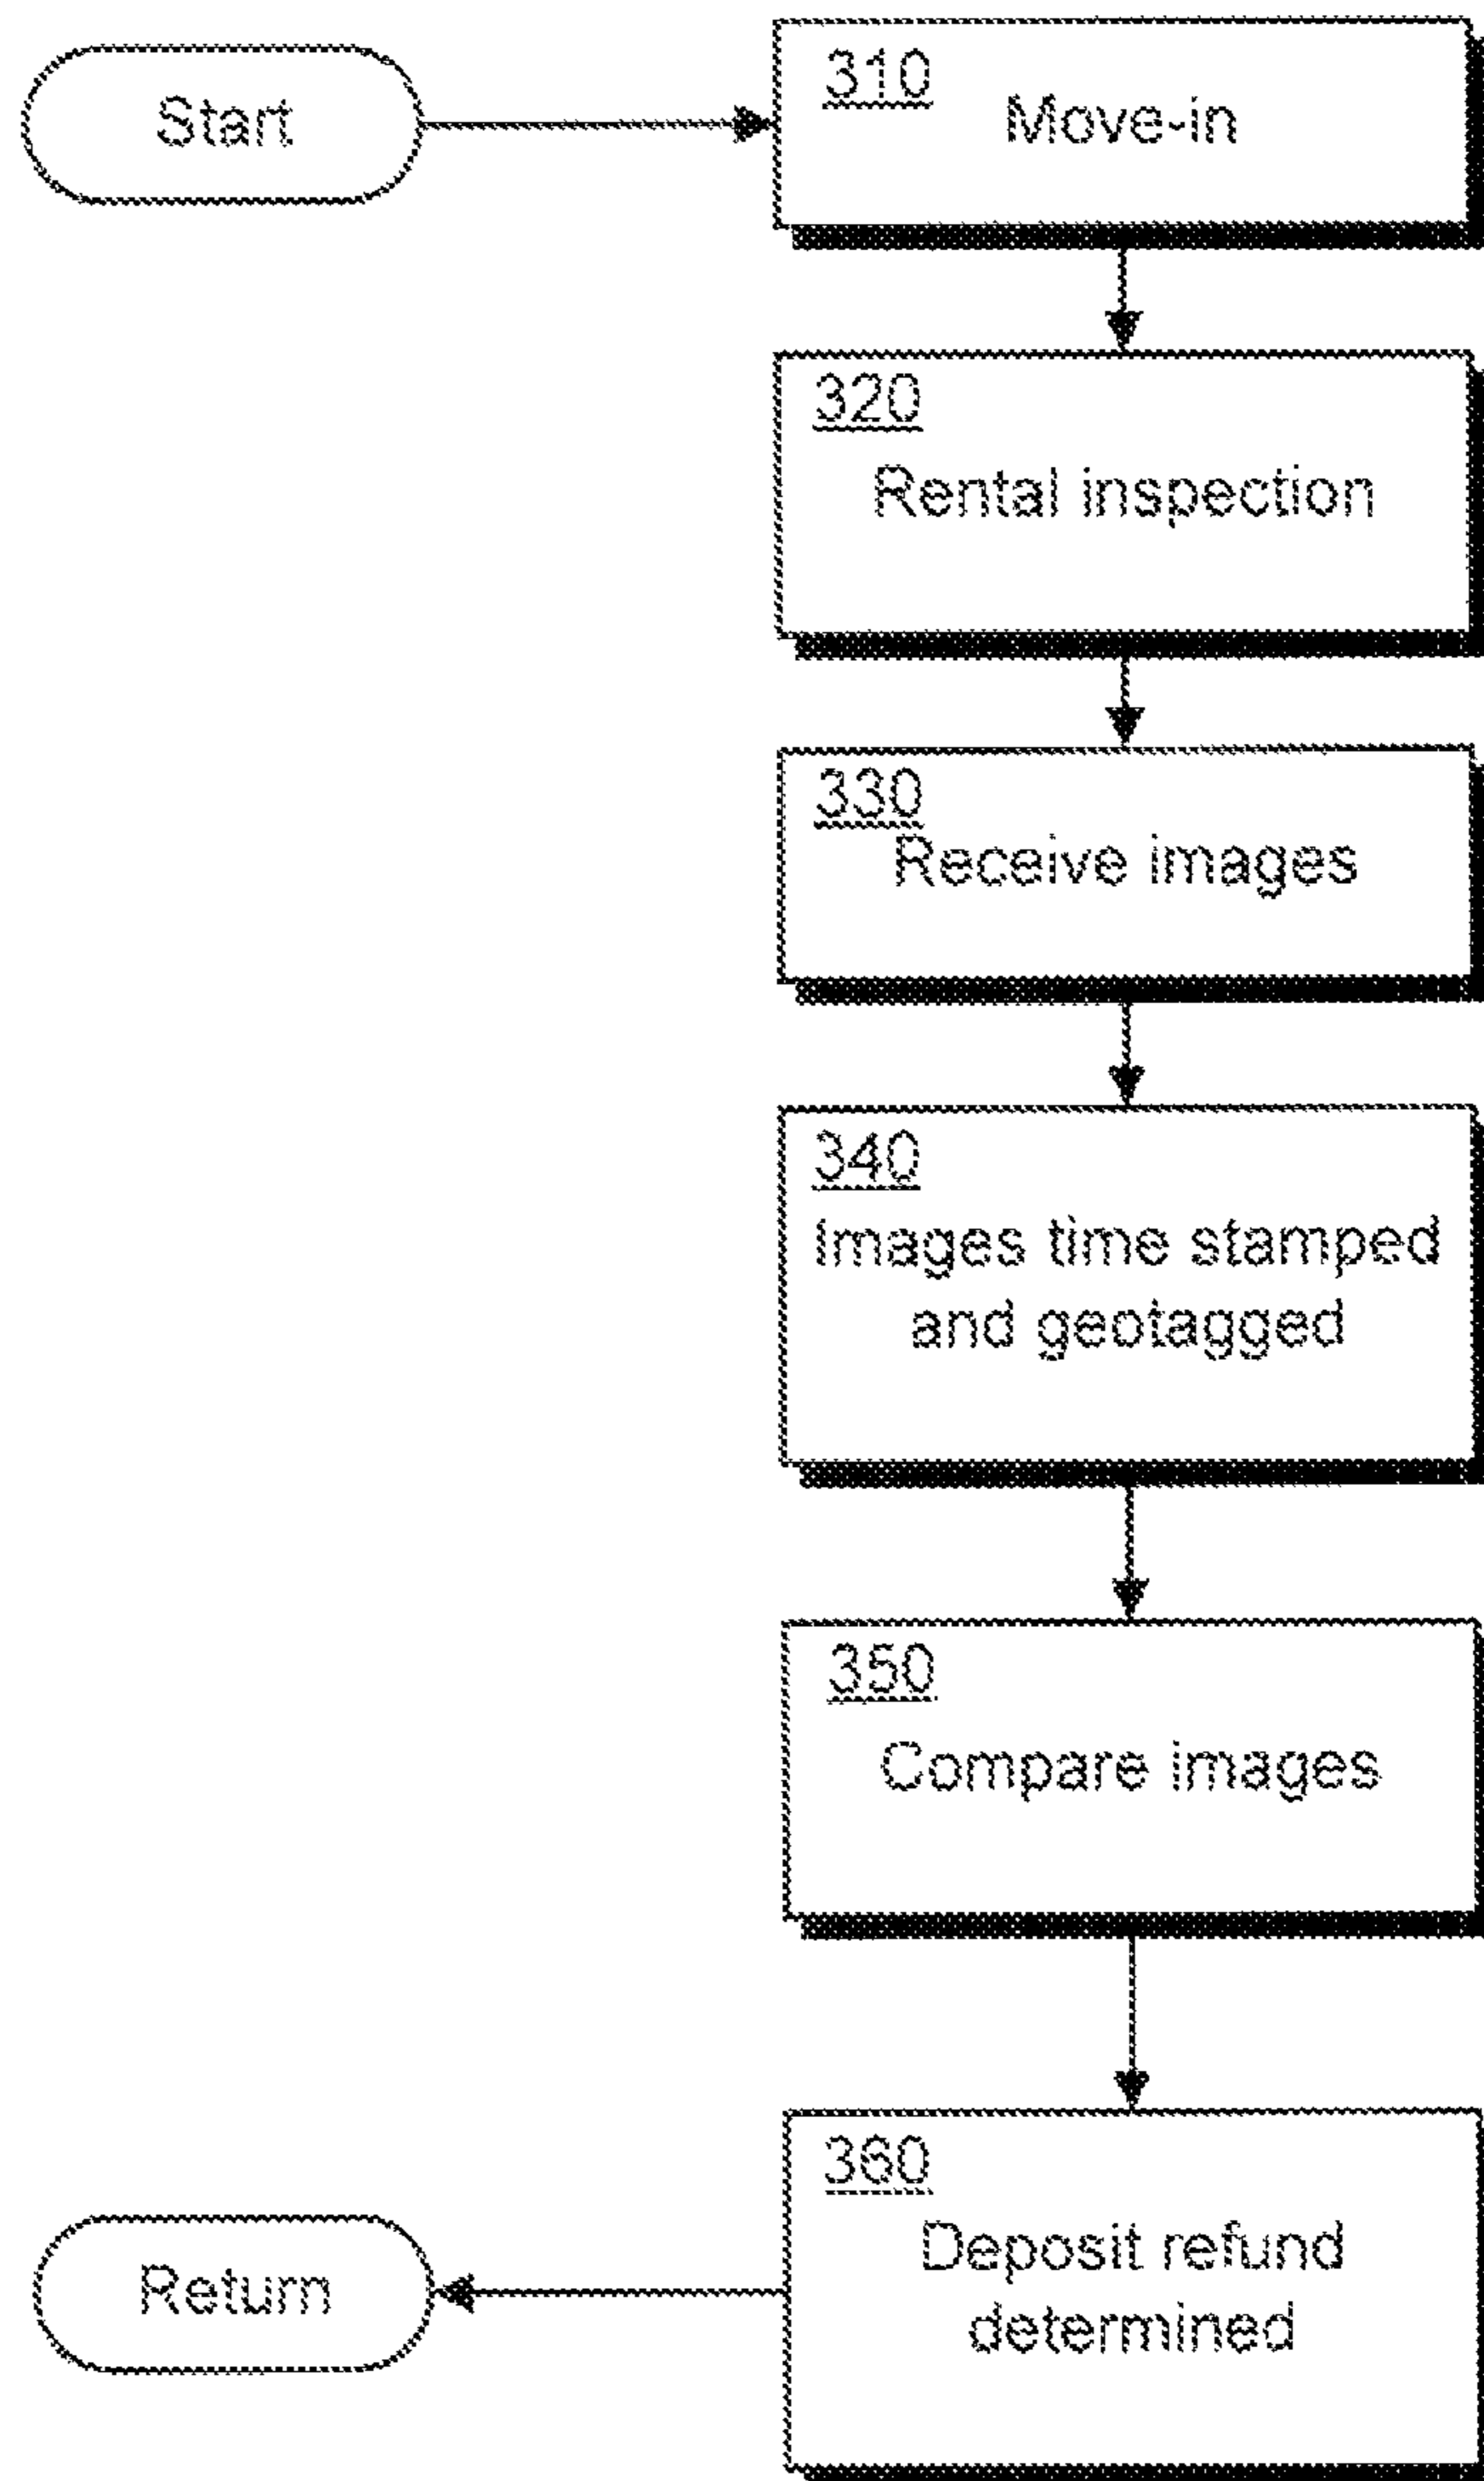 Start
310
Move-in
320
Rental inspection
330
Receive images
340
Images time stamped
and geotagged
350
Compare images
360
Deposit refund
determined
Return